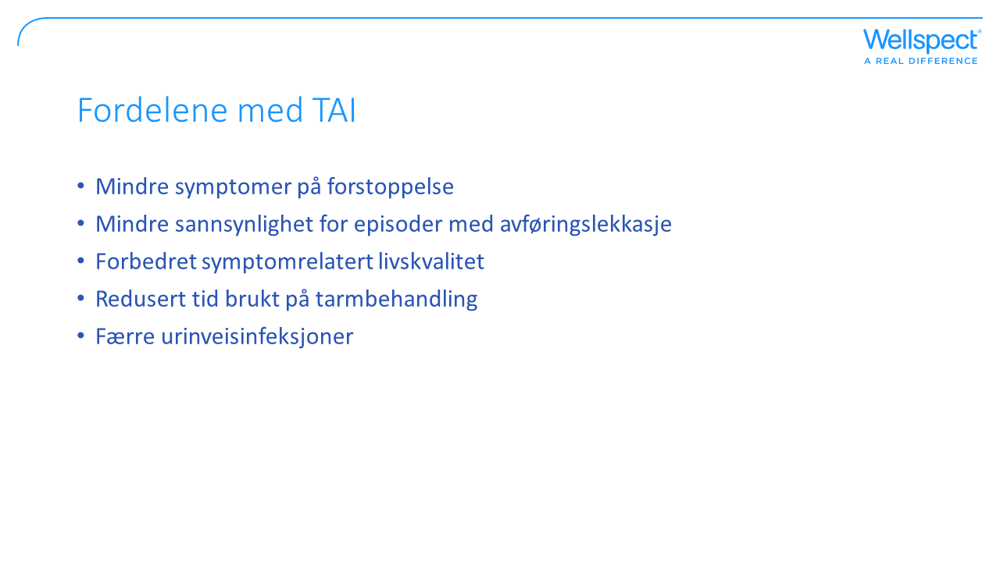 Wellspect®
A REAL DIFFERENCE
Fordelene med TAI
• Mindre symptomer på forstoppelse
• Mindre sannsynlighet for episoder med avføringslekkasje
• Forbedret symptomrelatert livskvalitet
• Redusert tid brukt på tarmbehandling
• Færre urinveisinfeksjoner